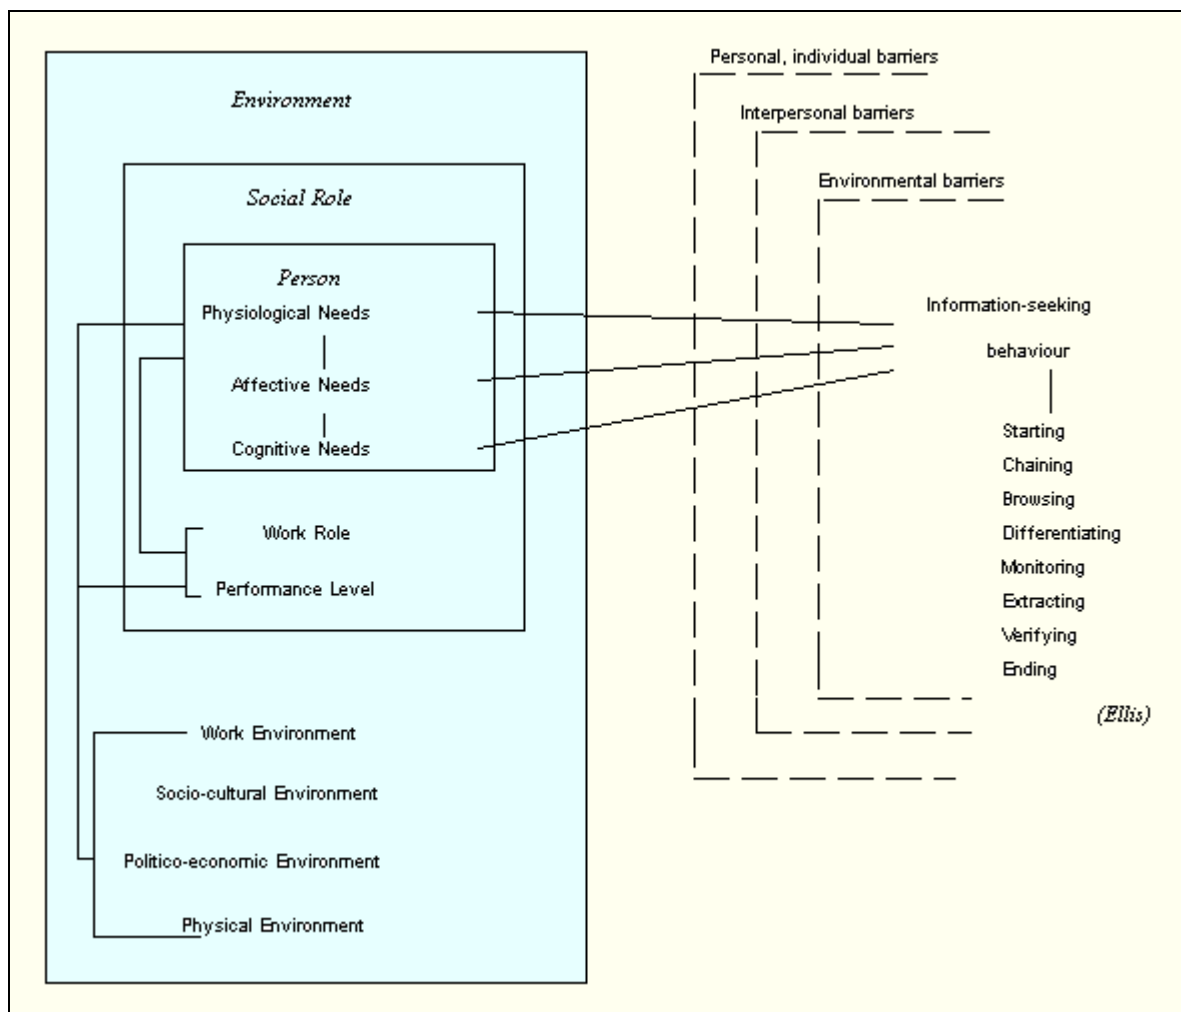 Environment
Social Role
Person
Physiological Needs
Affective Needs
Cognitive Needs
Work Role
Performance Level
Work Environment
Socio-cultural Environment
Politico-economic Environment
Physical Environment
Personal, individual barriers
Interpersonal barriers
Environmental barriers
Information-seeking
behaviour
Starting
Chaining
Browsing
Differentiating
Monitoring
Extracting
Verifying
Ending
(Ellis)